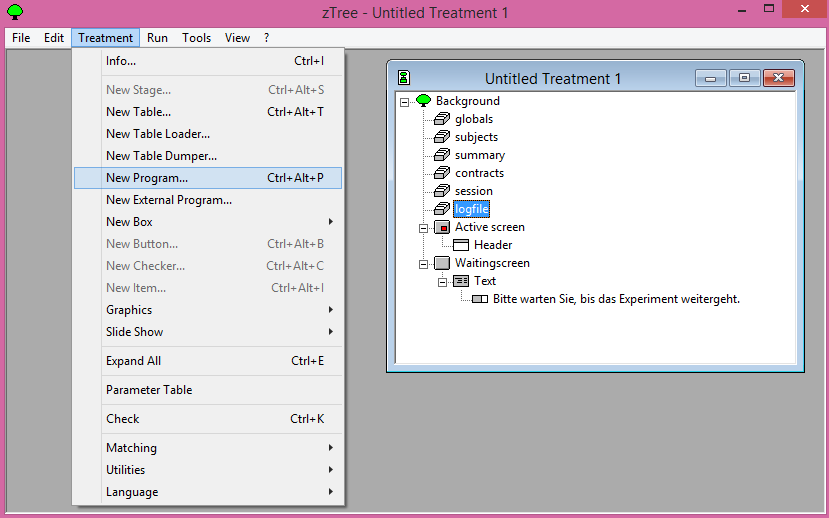 zTree - Untitled Treatment 1
File Edit Treatment Run Tools View ?
Info... Ctrl+I
New Stage... Ctrl+Alt+S
New Table... Ctrl+Alt+T
New Table Loader...
New Table Dumper...
New Program... Ctrl+Alt+P
New External Program...
New Box
New Button... Ctrl+Alt+B
New Checker... Ctrl+Alt+C
New Item... Ctrl+Alt+I
Graphics
Slide Show
Expand All Ctrl+E
Parameter Table
Check Ctrl+K
Matching
Utilities
Language
Untitled Treatment 1
Background
globals
subjects
summary
contracts
session
logfile
Active screen
Header
Waitingscreen
Text
Bitte warten Sie, bis das Experiment weitergeht.